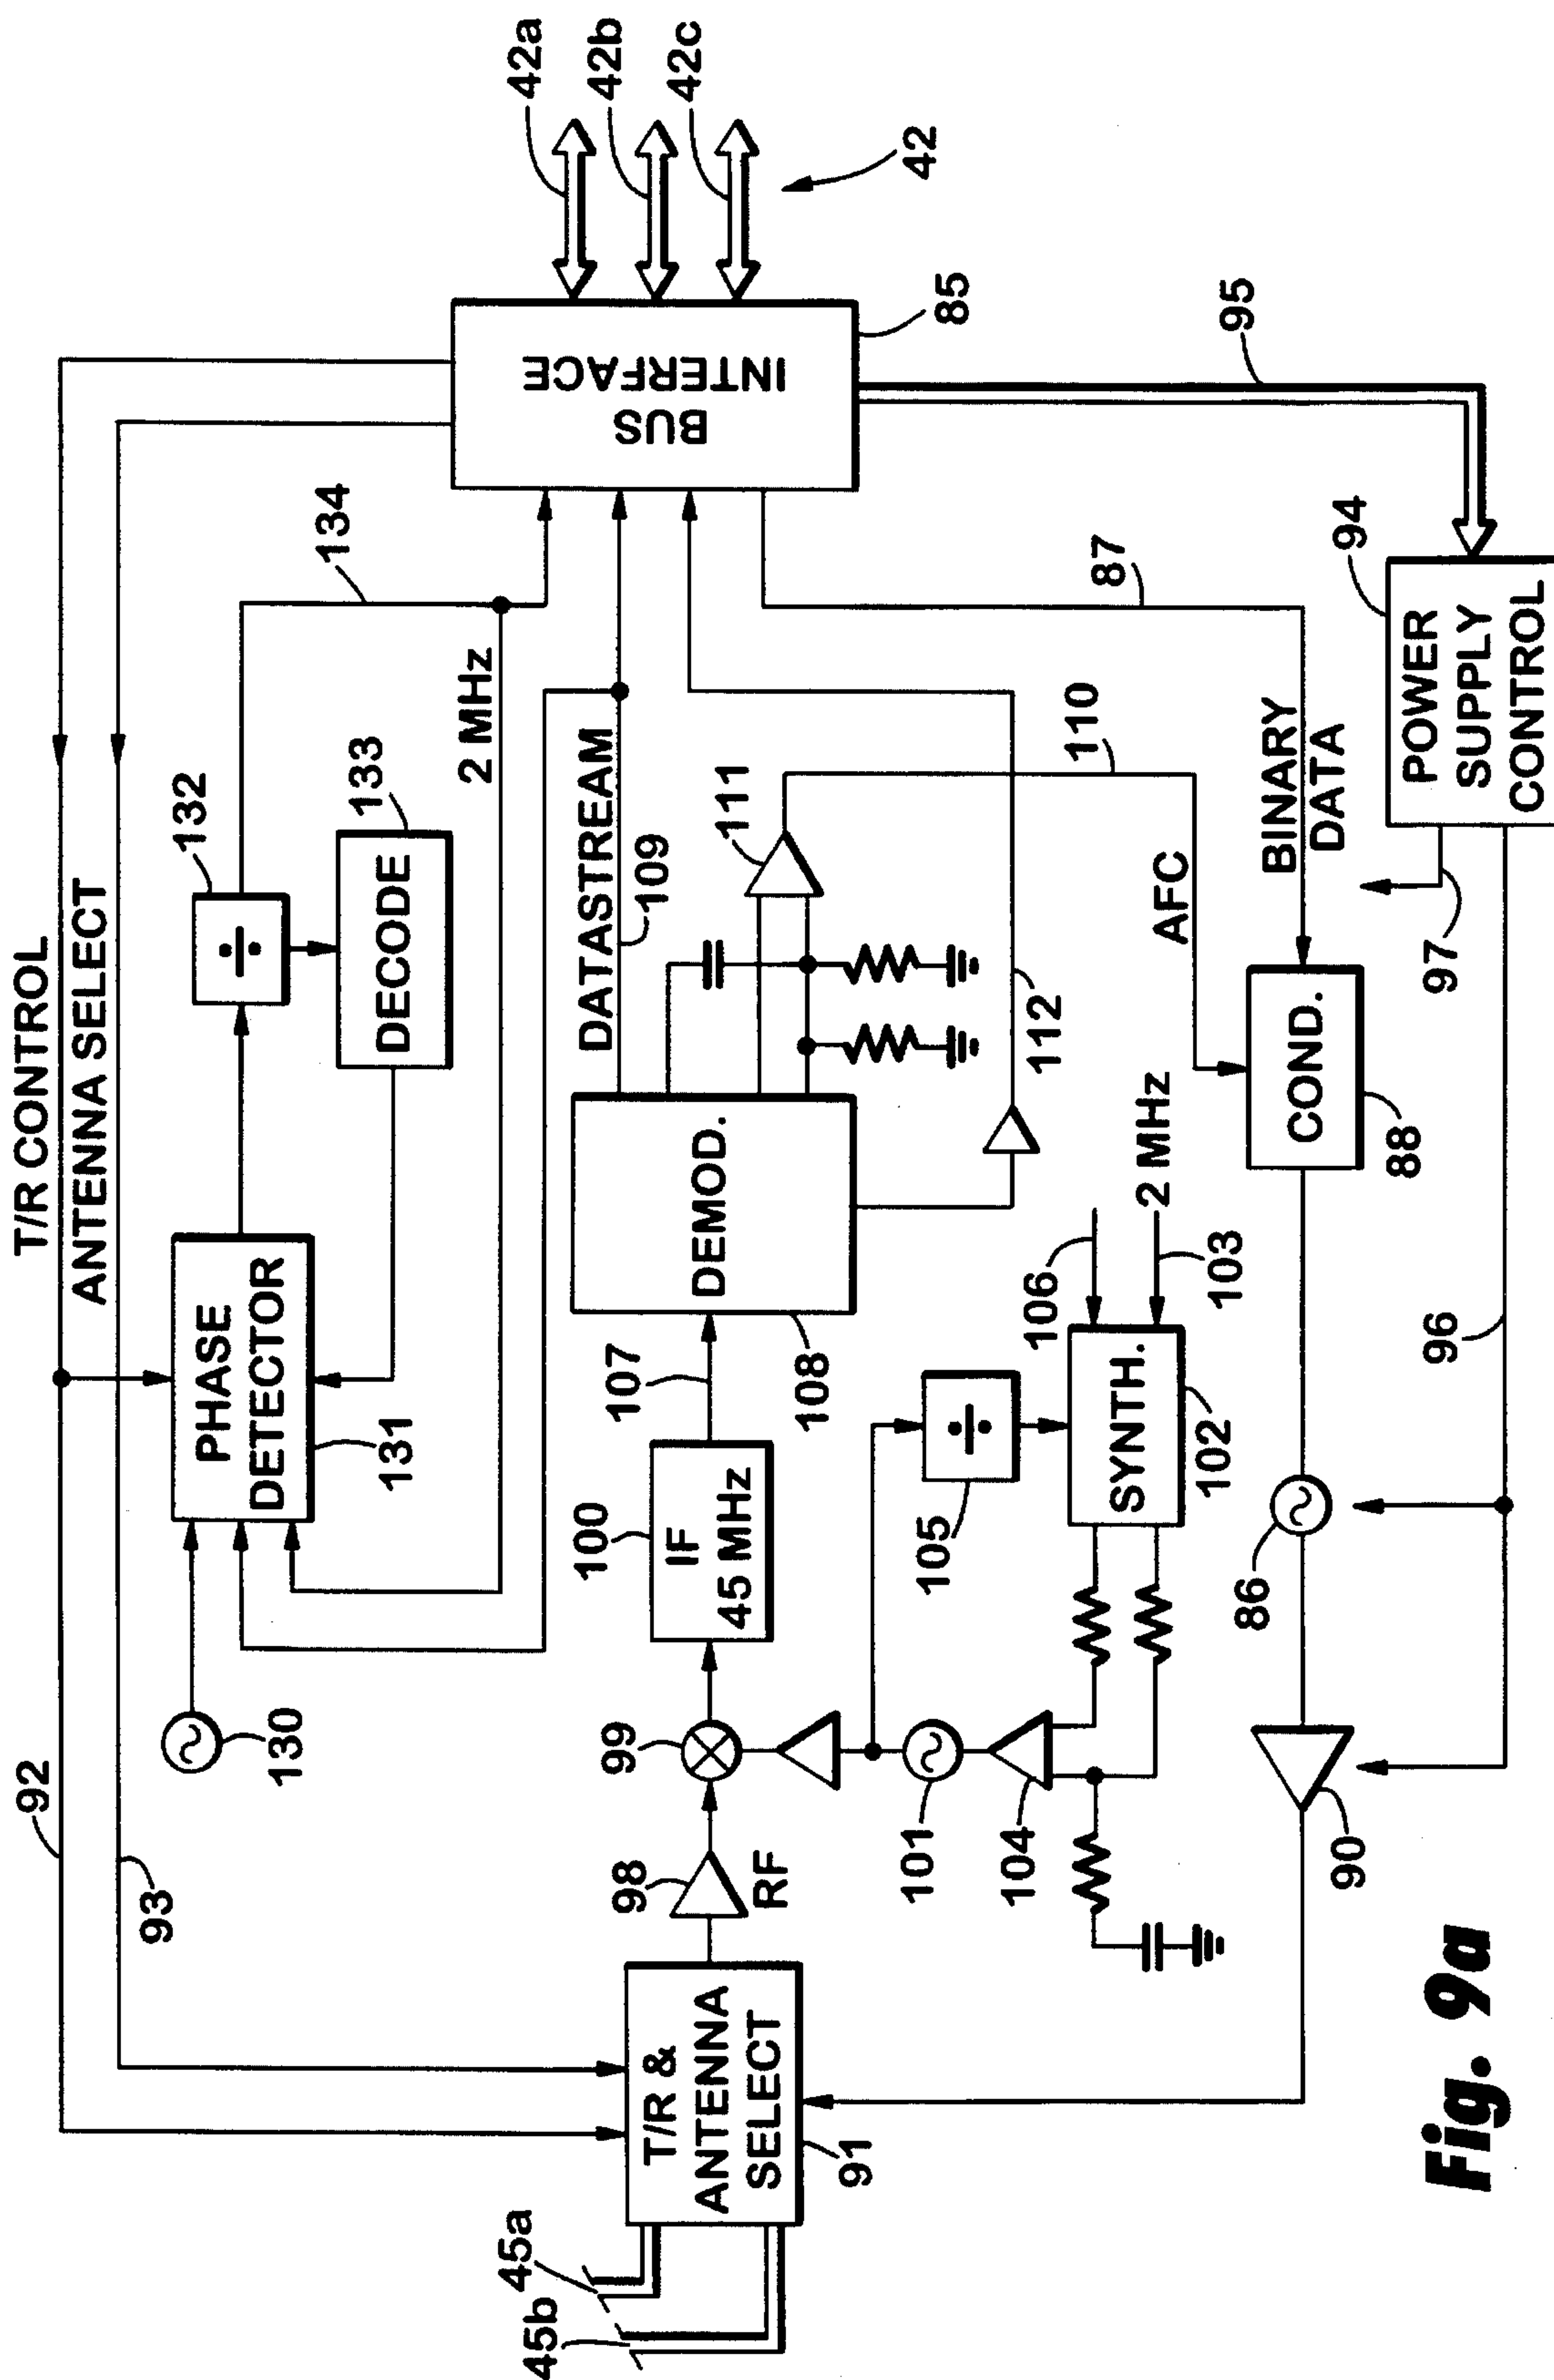 T/R CONTROL
ANTENNA SELECT
92
93
130
PHASE
DETECTOR
131
÷
132
DECODE
133
134
2 MHz
42a
42b
42c
42
BUS
INTERFACE
85
DATASTREAM
109
45a
45b
T/R &
ANTENNA
SELECT
91
98
RF
99
IF
45 MHz
100
107
DEMOD.
108
111
110
112
101
104
÷
105
SYNTH.
102
106
2 MHz
103
AFC
87
BINARY
DATA
COND.
88
86
90
95
POWER
SUPPLY
CONTROL
94
97
96
Fig. 9a